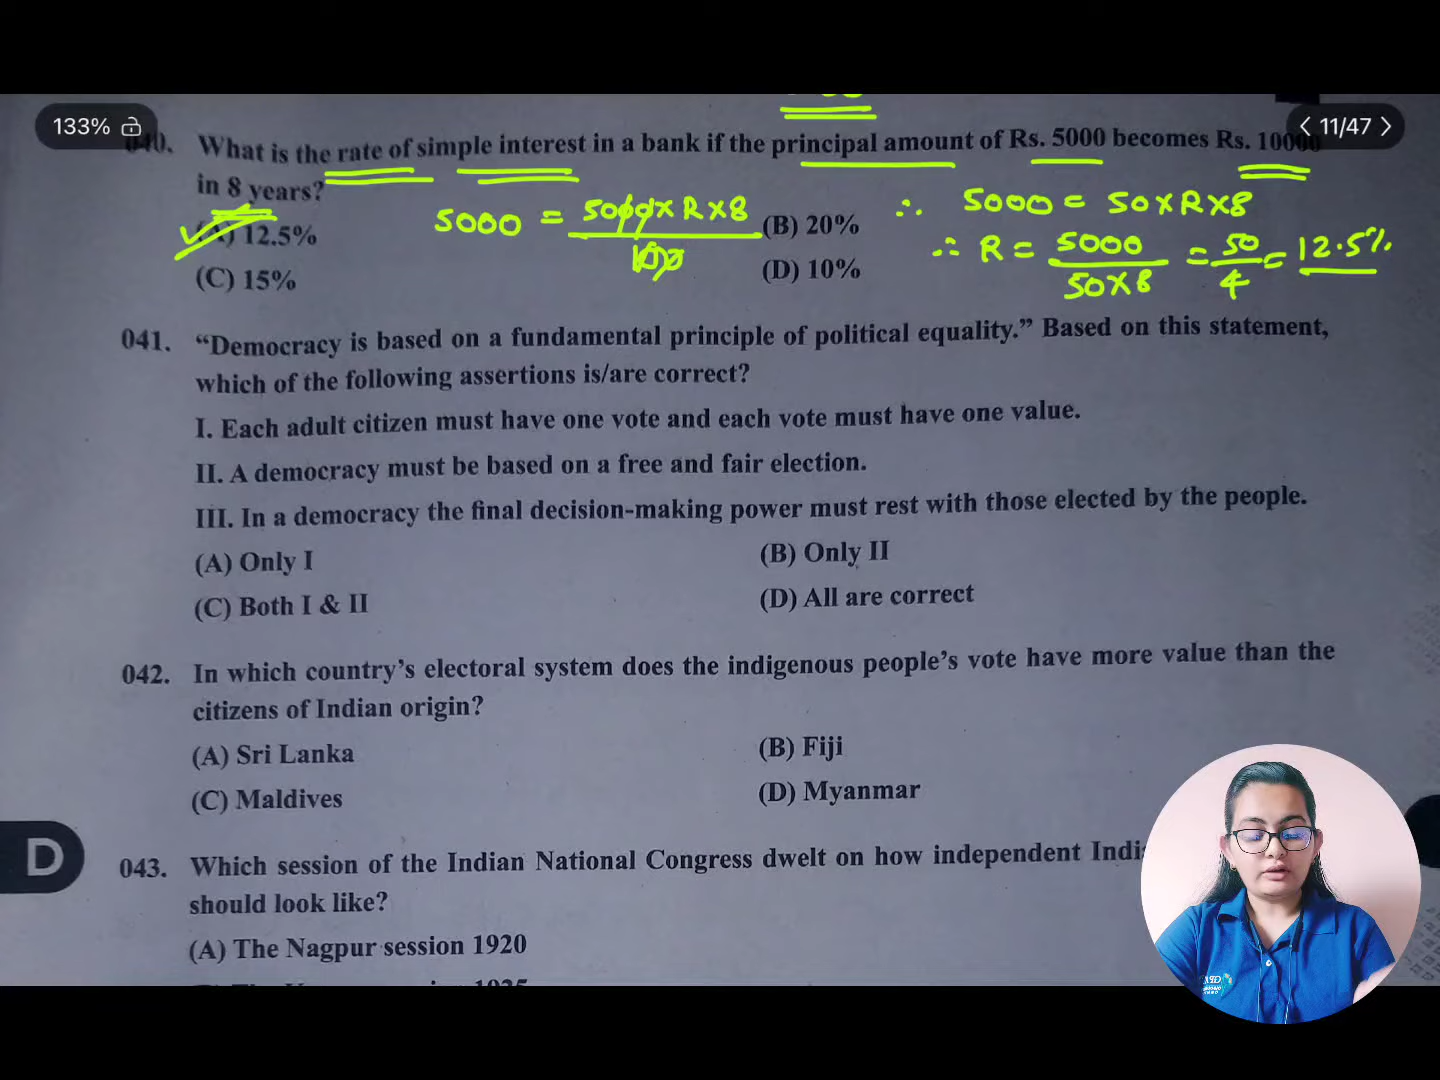 133%
11/47
040. What is the rate of simple interest in a bank if the principal amount of Rs. 5000 becomes Rs. 10000
in 8 years?
(A) 12.5%
(B) 20%
(C) 15%
(D) 10%
5000 = 5000 × R × 8 / 100
∴ 5000 = 50 × R × 8
∴ R = 5000 / 50 × 8 = 50 / 4 = 12.5%
041. “Democracy is based on a fundamental principle of political equality.” Based on this statement,
which of the following assertions is/are correct?
I. Each adult citizen must have one vote and each vote must have one value.
II. A democracy must be based on a free and fair election.
III. In a democracy the final decision-making power must rest with those elected by the people.
(A) Only I
(B) Only II
(C) Both I & II
(D) All are correct
042. In which country’s electoral system does the indigenous people’s vote have more value than the
citizens of Indian origin?
(A) Sri Lanka
(B) Fiji
(C) Maldives
(D) Myanmar
D
043. Which session of the Indian National Congress dwelt on how independent
should look like?
(A) The Nagpur session 1920